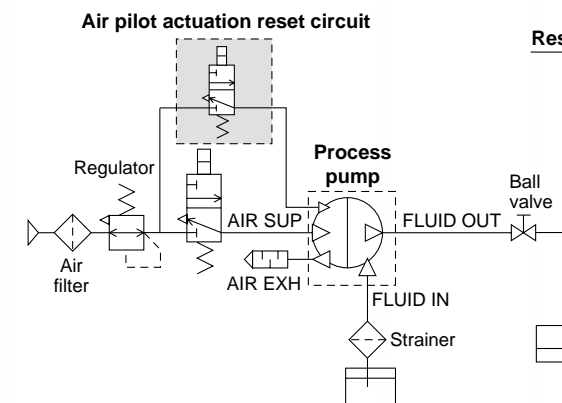 Air pilot actuation reset circuit
Res
Regulator
Process
pump
Ball
valve
AIR SUP
FLUID OUT
Air
filter
AIR EXH
FLUID IN
Strainer